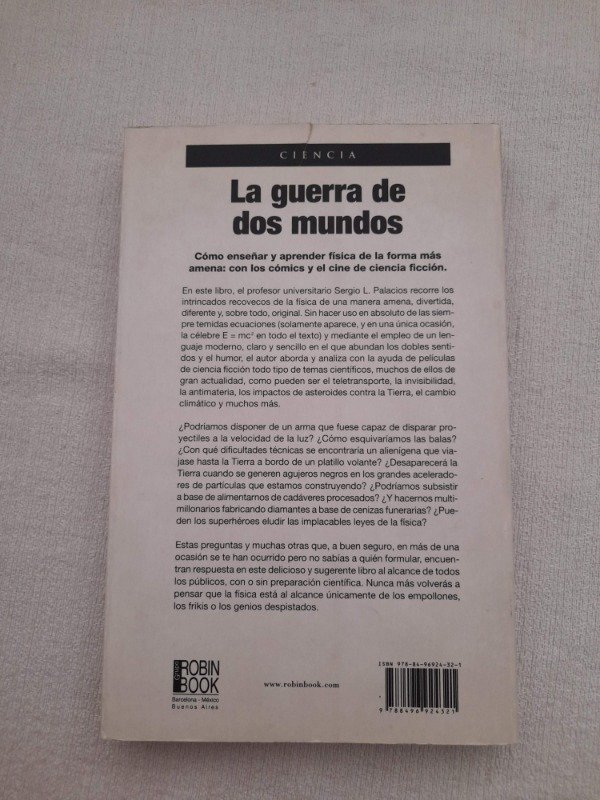 CIENCIA
La guerra de
dos mundos
Cómo enseñar y aprender física de la forma más
amena: con los cómics y el cine de ciencia ficción.
En este libro, el profesor universitario Sergio L. Palacios recorre los
intrincados recovecos de la física de una manera amena, divertida,
diferente y, sobre todo, original. Sin hacer uso en absoluto de las siem-
pre temidas ecuaciones (solamente aparece, y en una única ocasión,
la célebre E = mc² en todo el texto) y mediante el empleo de un len-
guaje moderno, claro y sencillo en el que abundan los dobles senti-
dos y el humor, el autor aborda y analiza con la ayuda de películas
de ciencia ficción todo tipo de temas científicos, muchos de ellos de
gran actualidad, como pueden ser el teletransporte, la invisibilidad,
la antimateria, los impactos de asteroides contra la Tierra, el cambio
climático y muchos más.
¿Podríamos disponer de un arma que fuese capaz de disparar pro-
yectiles a la velocidad de la luz? ¿Cómo esquivaríamos las balas?
¿Con qué dificultades técnicas se encontraría un alienígena que via-
jase hasta la Tierra a bordo de un platillo volante? ¿Desaparecerá la
Tierra cuando se generen agujeros negros en los grandes acelerado-
res de partículas que estamos construyendo? ¿Podríamos subsistir
a base de alimentarnos de cadáveres procesados? ¿Y hacernos multi-
millonarios fabricando diamantes a base de cenizas funerarias? ¿Pue-
den los superhéroes eludir las implacables leyes de la física?
Estas preguntas y muchas otras que, a buen seguro, en más de una
ocasión se te han ocurrido pero no sabías a quién formular, encuen-
tran respuesta en este delicioso y sugerente libro al alcance de todos
los públicos, con o sin preparación científica. Nunca más volverás a
pensar que la física está al alcance únicamente de los empollones,
los frikis o los genios despistados.
Grupo
ROBIN
BOOK
Barcelona - México
Buenos Aires
www.robinbook.com
ISBN 978-84-96924-32-1
9 788496 924321